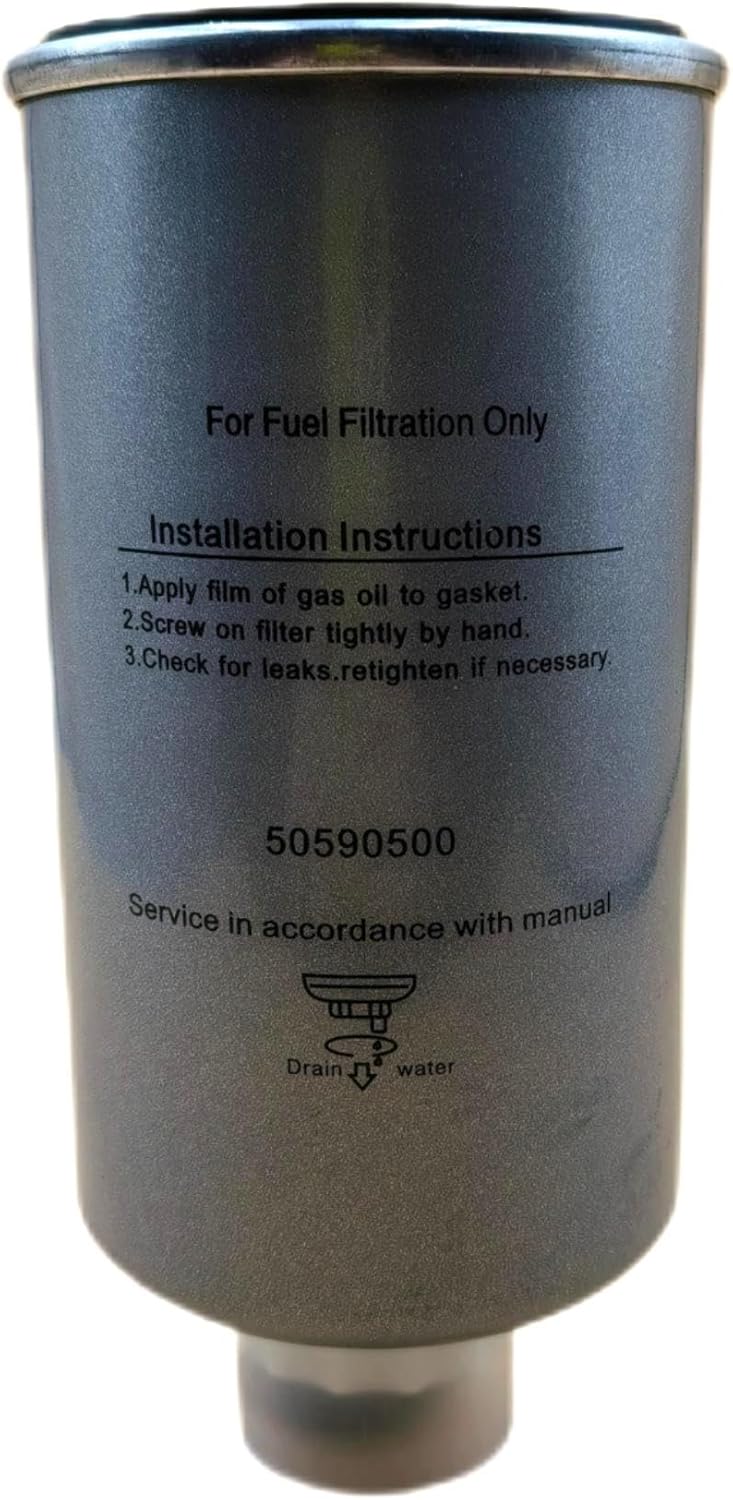 For Fuel Filtration Only
Installation Instructions
1.Apply film of gas oil to gasket.
2.Screw on filter tightly by hand.
3.Check for leaks.retighten if necessary.
50590500
Service in accordance with manual
Drain water